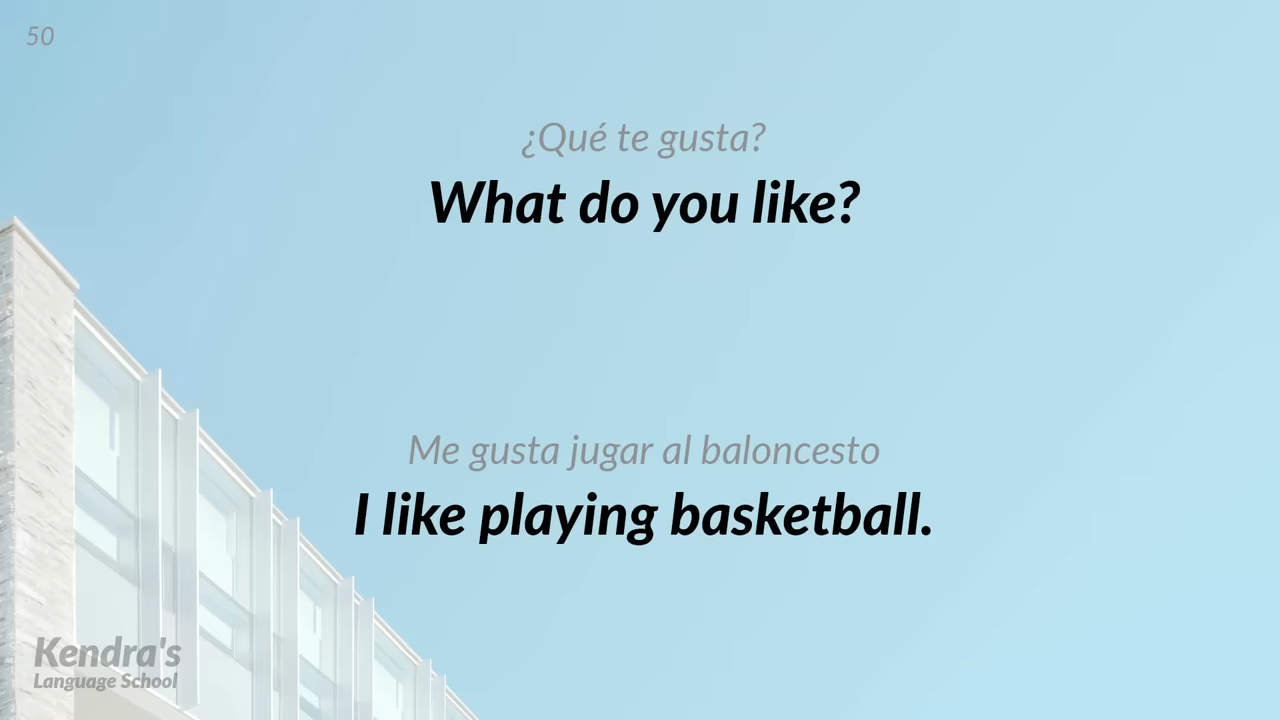 50
¿Qué te gusta?
What do you like?
Me gusta jugar al baloncesto
I like playing basketball.
Kendra's
Language School